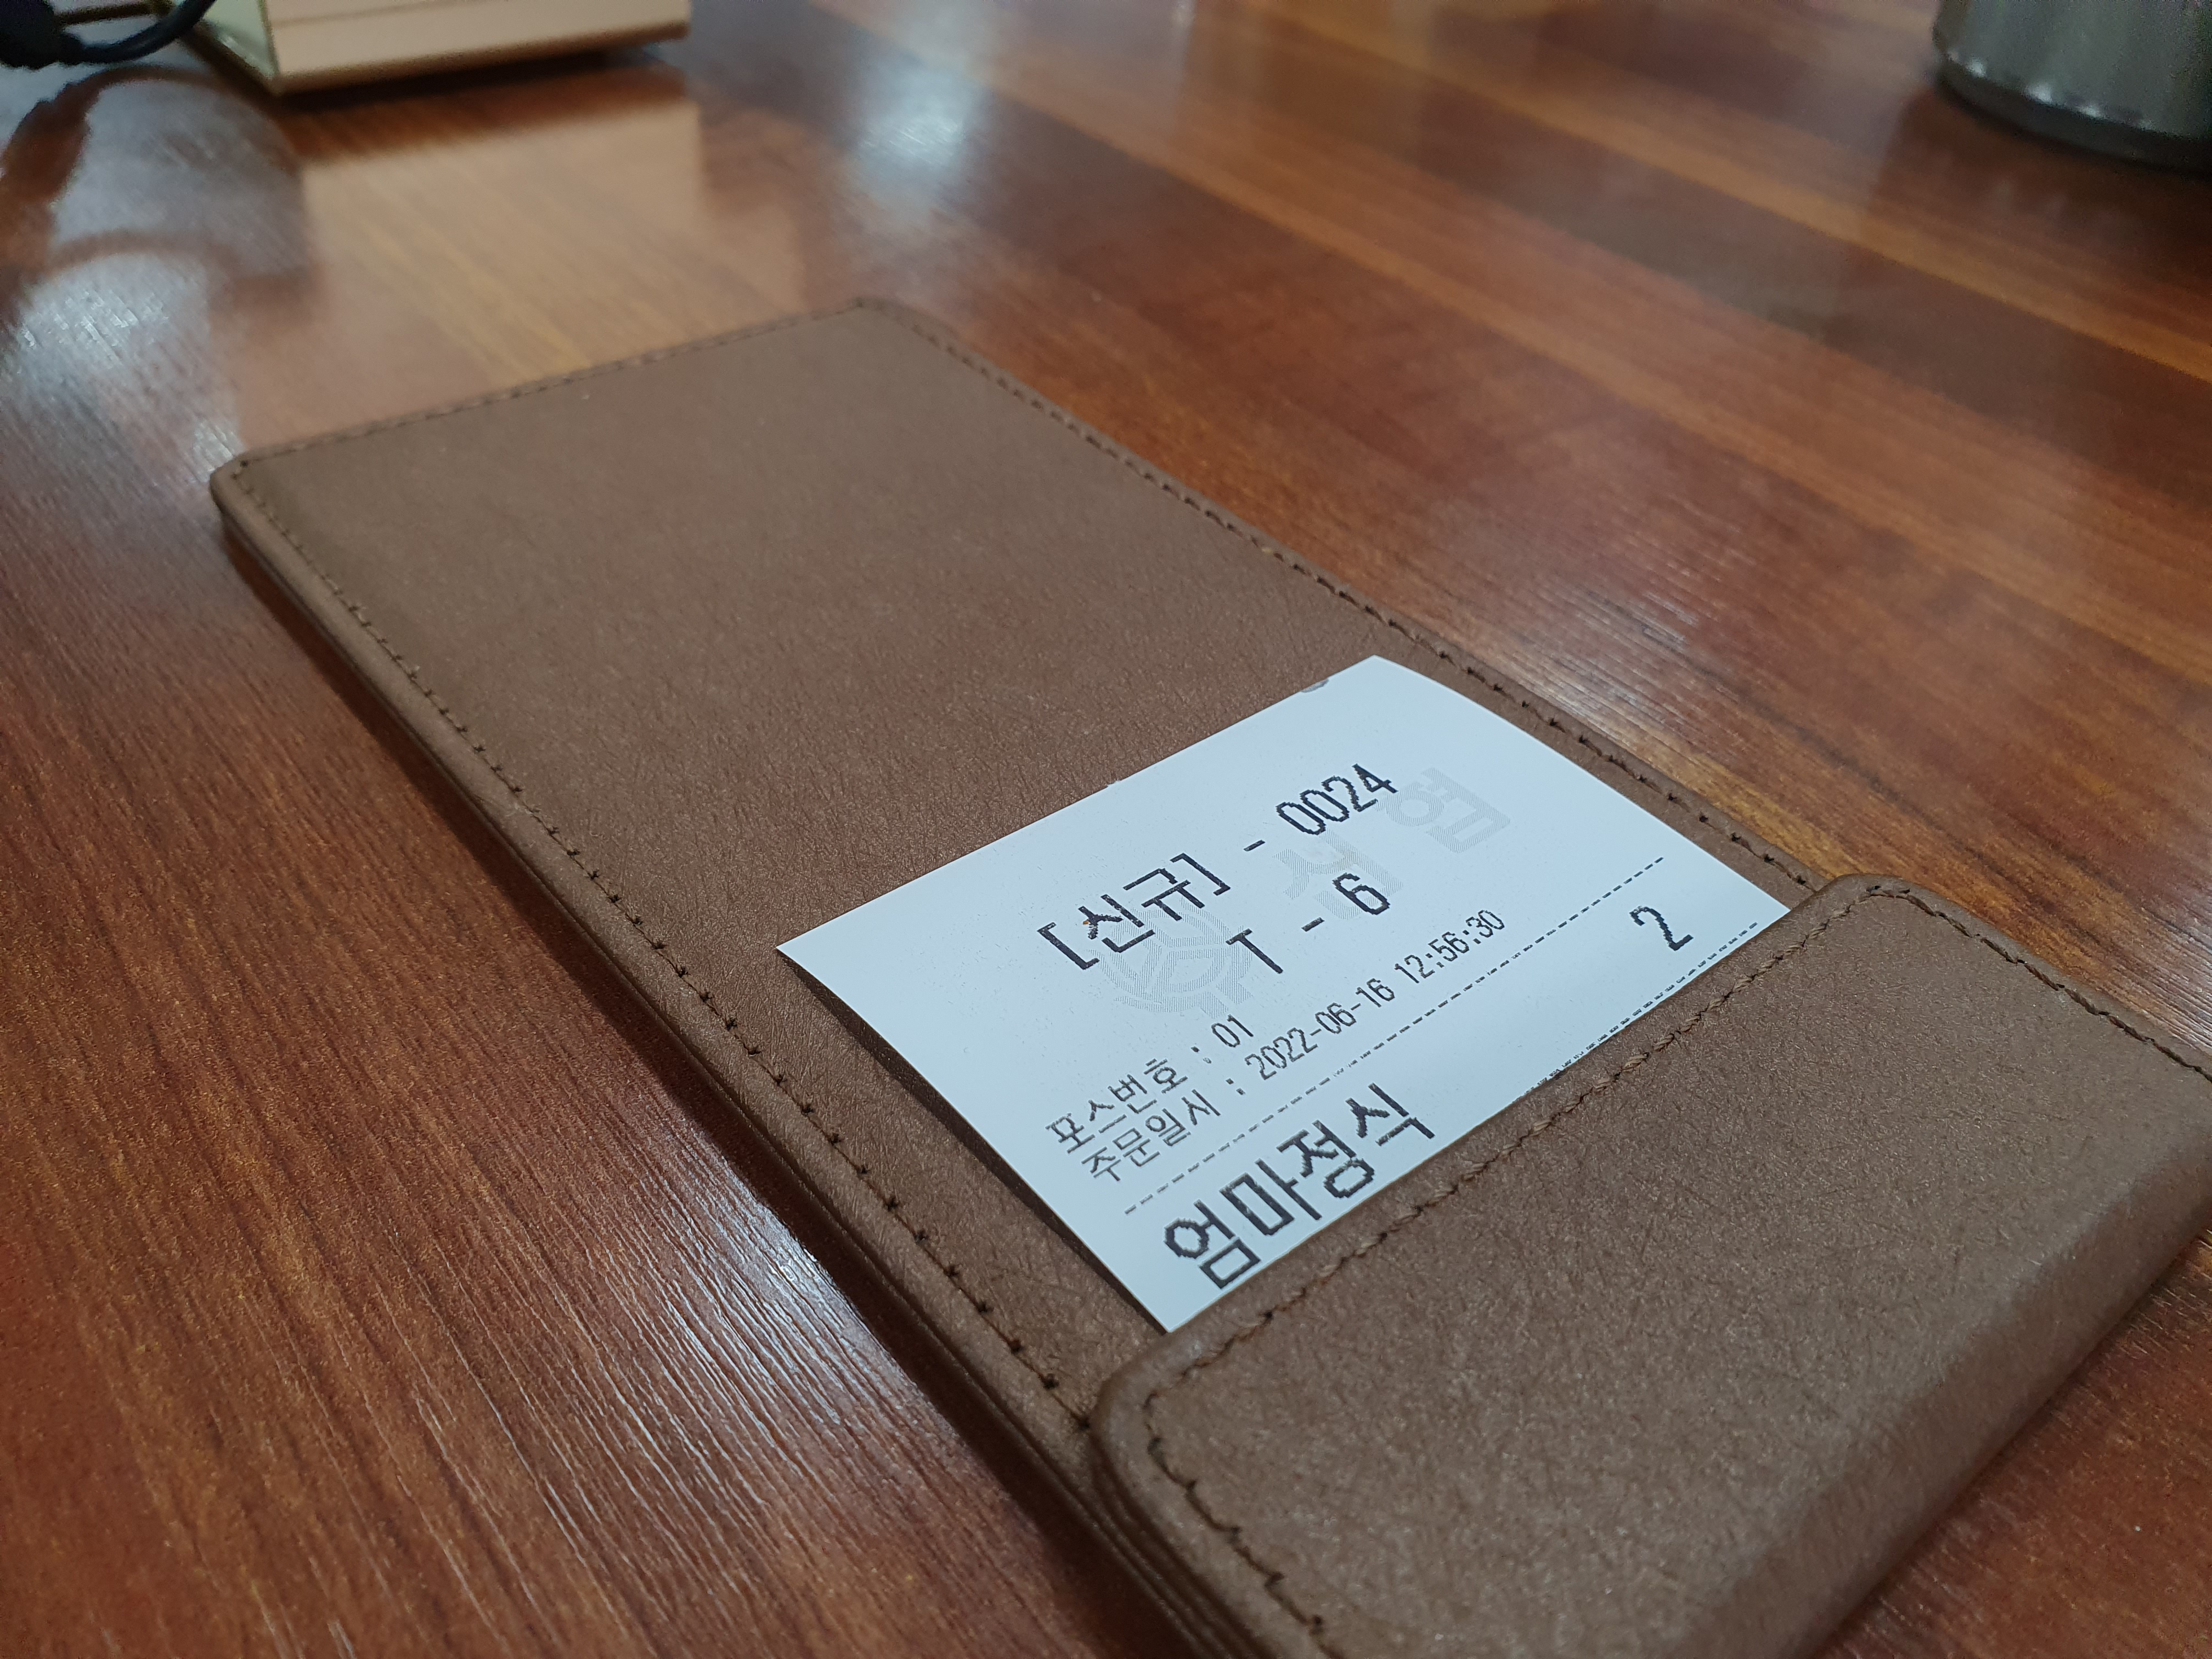 [신규] - 0024
T - 6
포스번호 : 01
주문일시 : 2022-06-16 12:56:30
엄마정식 2